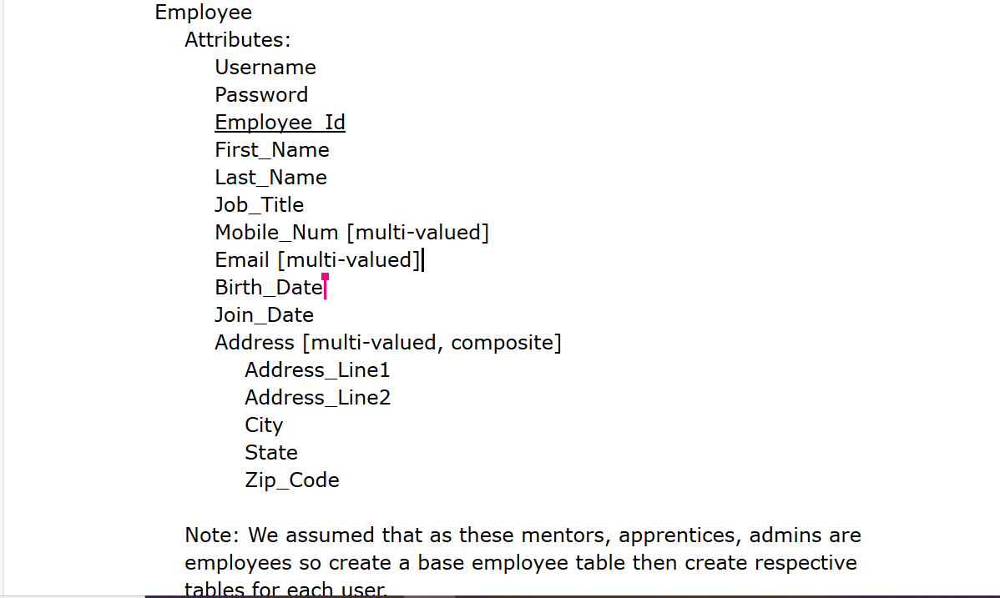 Employee
Attributes:
Username
Password
Employee_Id
First_Name
Last_Name
Job_Title
Mobile_Num [multi-valued]
Email [multi-valued]
Birth_Date
Join_Date
Address [multi-valued, composite]
Address_Line1
Address_Line2
City
State
Zip_Code
Note: We assumed that as these mentors, apprentices, admins are
employees so create a base employee table then create respective
tables for each user.